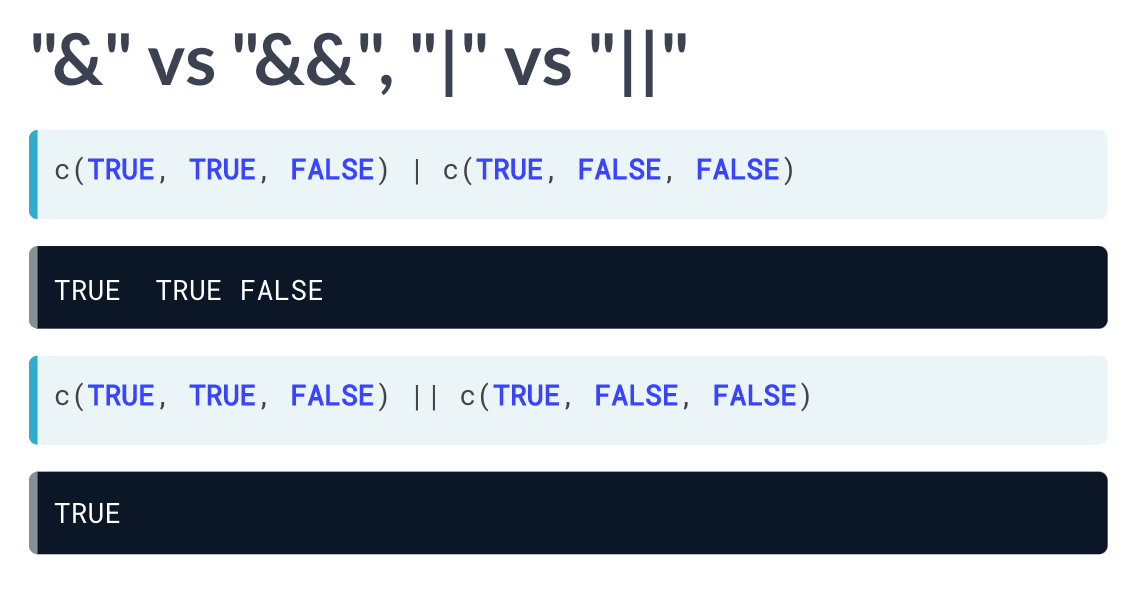 "&" vs "&&", "|" vs "||"
c(TRUE, TRUE, FALSE) | c(TRUE, FALSE, FALSE)
TRUE  TRUE FALSE
c(TRUE, TRUE, FALSE) || c(TRUE, FALSE, FALSE)
TRUE